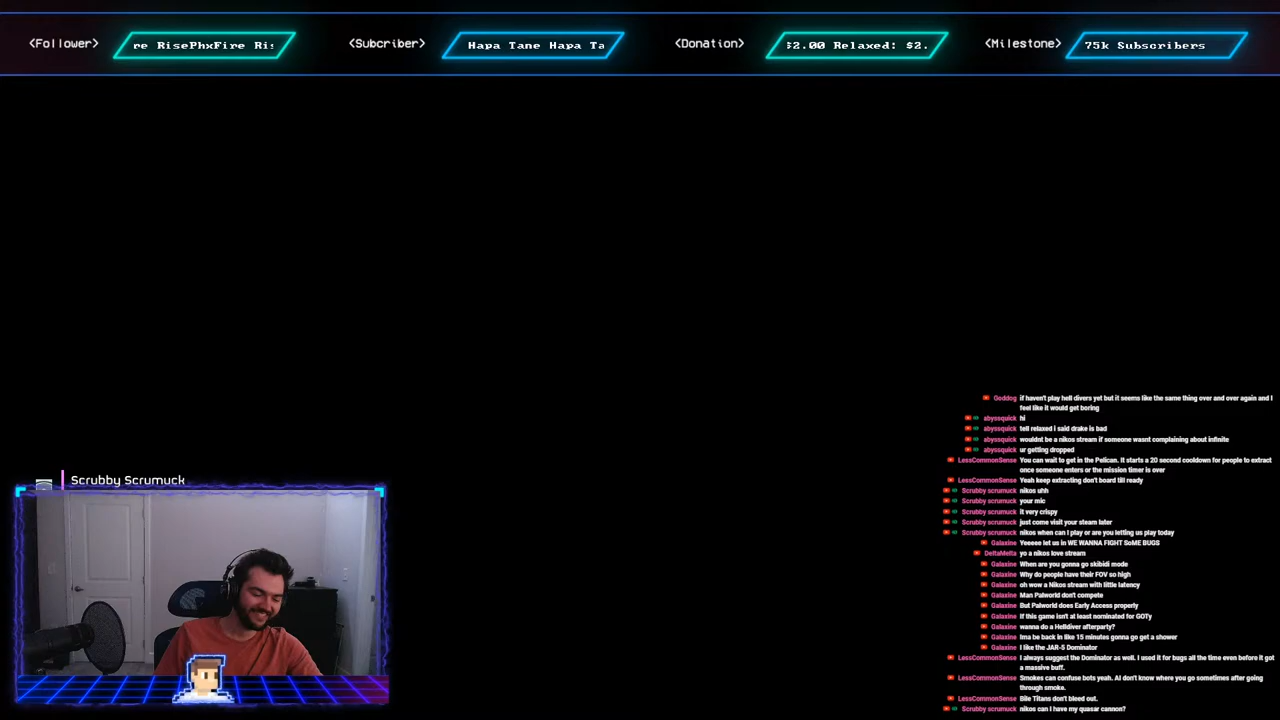 <Follower>
re RisePhxFire Ris
<Subcriber>
Hapa Tane Hapa Ta
<Donation>
$2.00 Relaxed: $2.
<Milestone>
75k Subscribers
Goddog if haven't play hell divers yet but it seems like the same thing over and over again and I
feel like it would get boring
abyssquick hi
abyssquick tell relaxed i said drake is bad
abyssquick wouldnt be a nikos stream if someone wasnt complaining about infinite
abyssquick ur getting dropped
LessCommonSense You can wait to get in the Pelican. It starts a 20 second cooldown for people to extract
once someone enters or the mission timer is over
LessCommonSense Yeah keep extracting don't board till ready
Scrubby scrumuck nikos uhh
Scrubby scrumuck your mic
Scrubby scrumuck it very crispy
Scrubby scrumuck just come visit your steam later
Scrubby scrumuck nikos when can I play or are you letting us play today
Galaxine Yeeeee let us in WE WANNA FIGHT SoME BUGS
DeltaMelta yo a nikos love stream
Galaxine When are you gonna go skibidi mode
Galaxine Why do people have their FOV so high
Galaxine oh wow a Nikos stream with little latency
Galaxine Man Palworld don't compete
Galaxine But Palworld does Early Access properly
Galaxine If this game isn't at least nominated for GOTy
Galaxine wanna do a Helldiver afterparty?
Galaxine Ima be back in like 15 minutes gonna go get a shower
Galaxine I like the JAR-5 Dominator
LessCommonSense I always suggest the Dominator as well. I used it for bugs all the time even before it got
a massive buff.
LessCommonSense Smokes can confuse bots yeah. AI don't know where you go sometimes after going
through smoke.
LessCommonSense Bile Titans don't bleed out.
Scrubby scrumuck nikos can I have my quasar cannon?
Scrubby Scrumuck